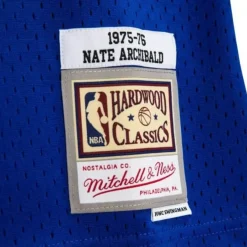 1975-76
NATE ARCHIBALD
NBA
HARDWOOD
CLASSICS
NOSTALGIA CO.
Mitchell & Ness
PHILADELPHIA, PA.